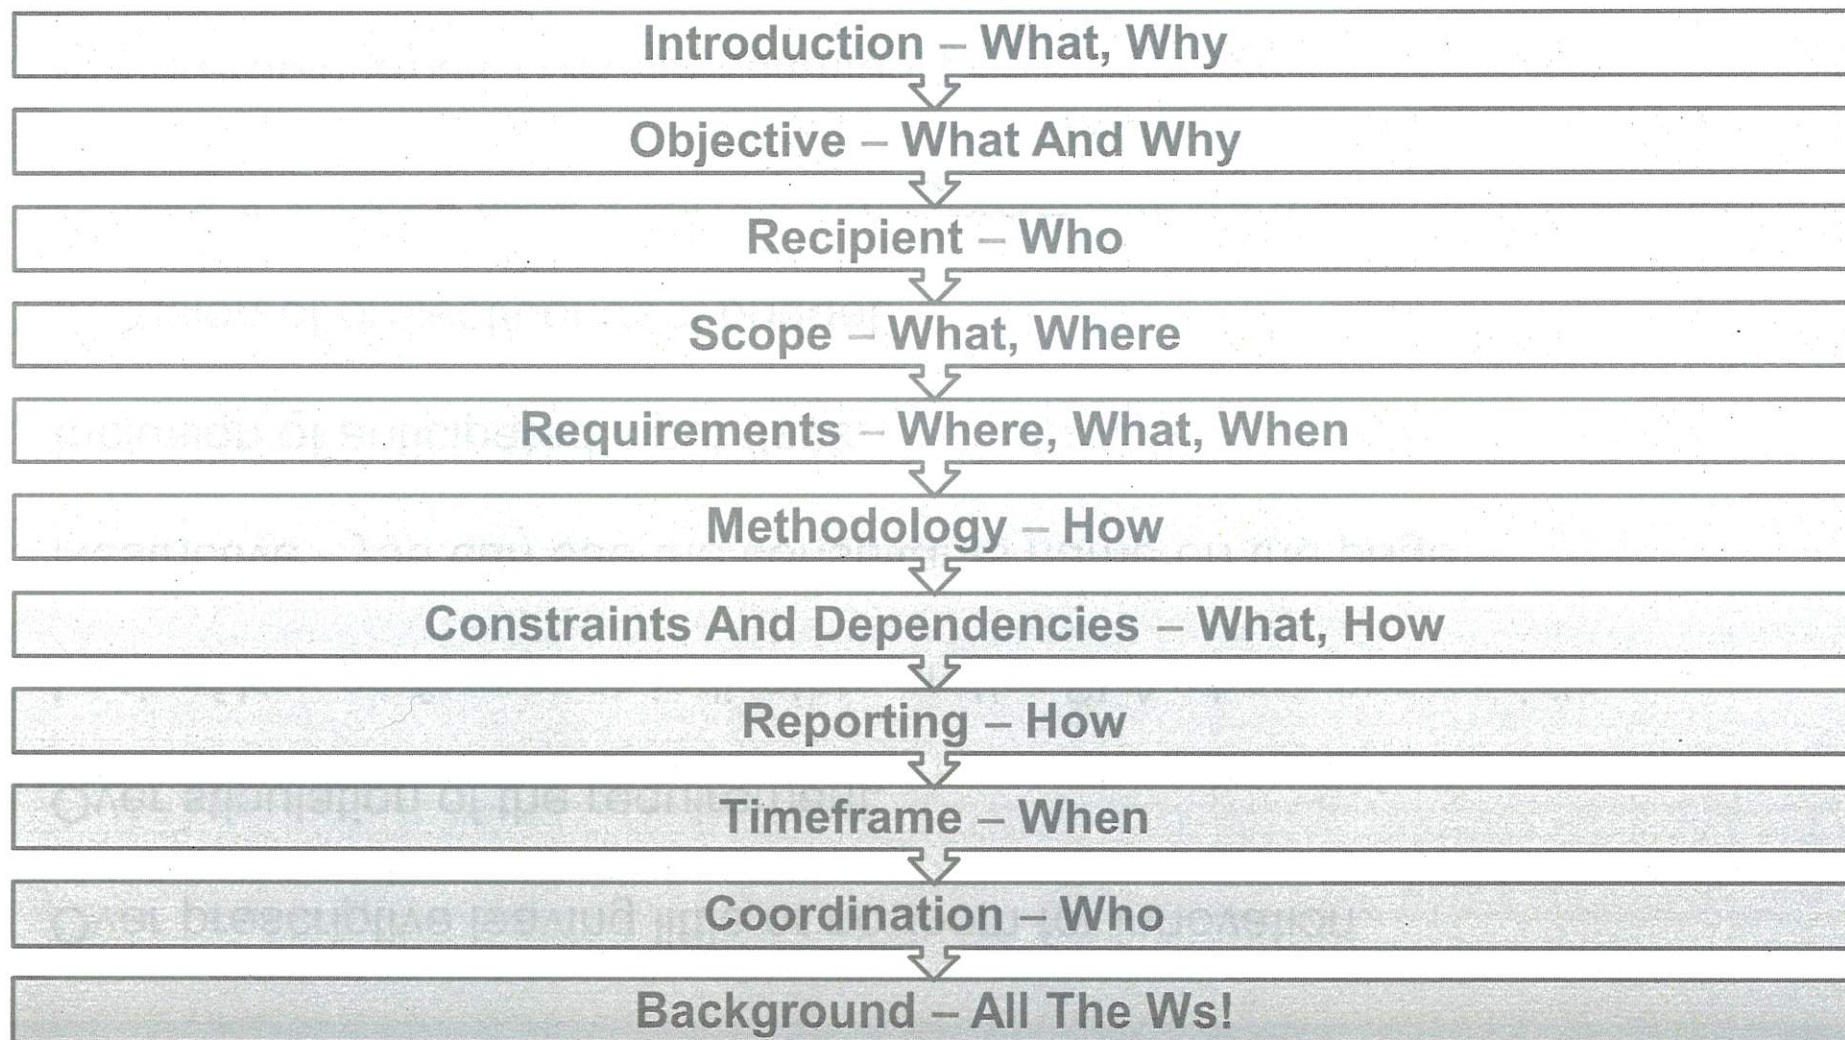 Introduction – What, Why
Objective – What And Why
Recipient – Who
Scope – What, Where
Requirements – Where, What, When
Methodology – How
Constraints And Dependencies – What, How
Reporting – How
Timeframe – When
Coordination – Who
Background – All The Ws!